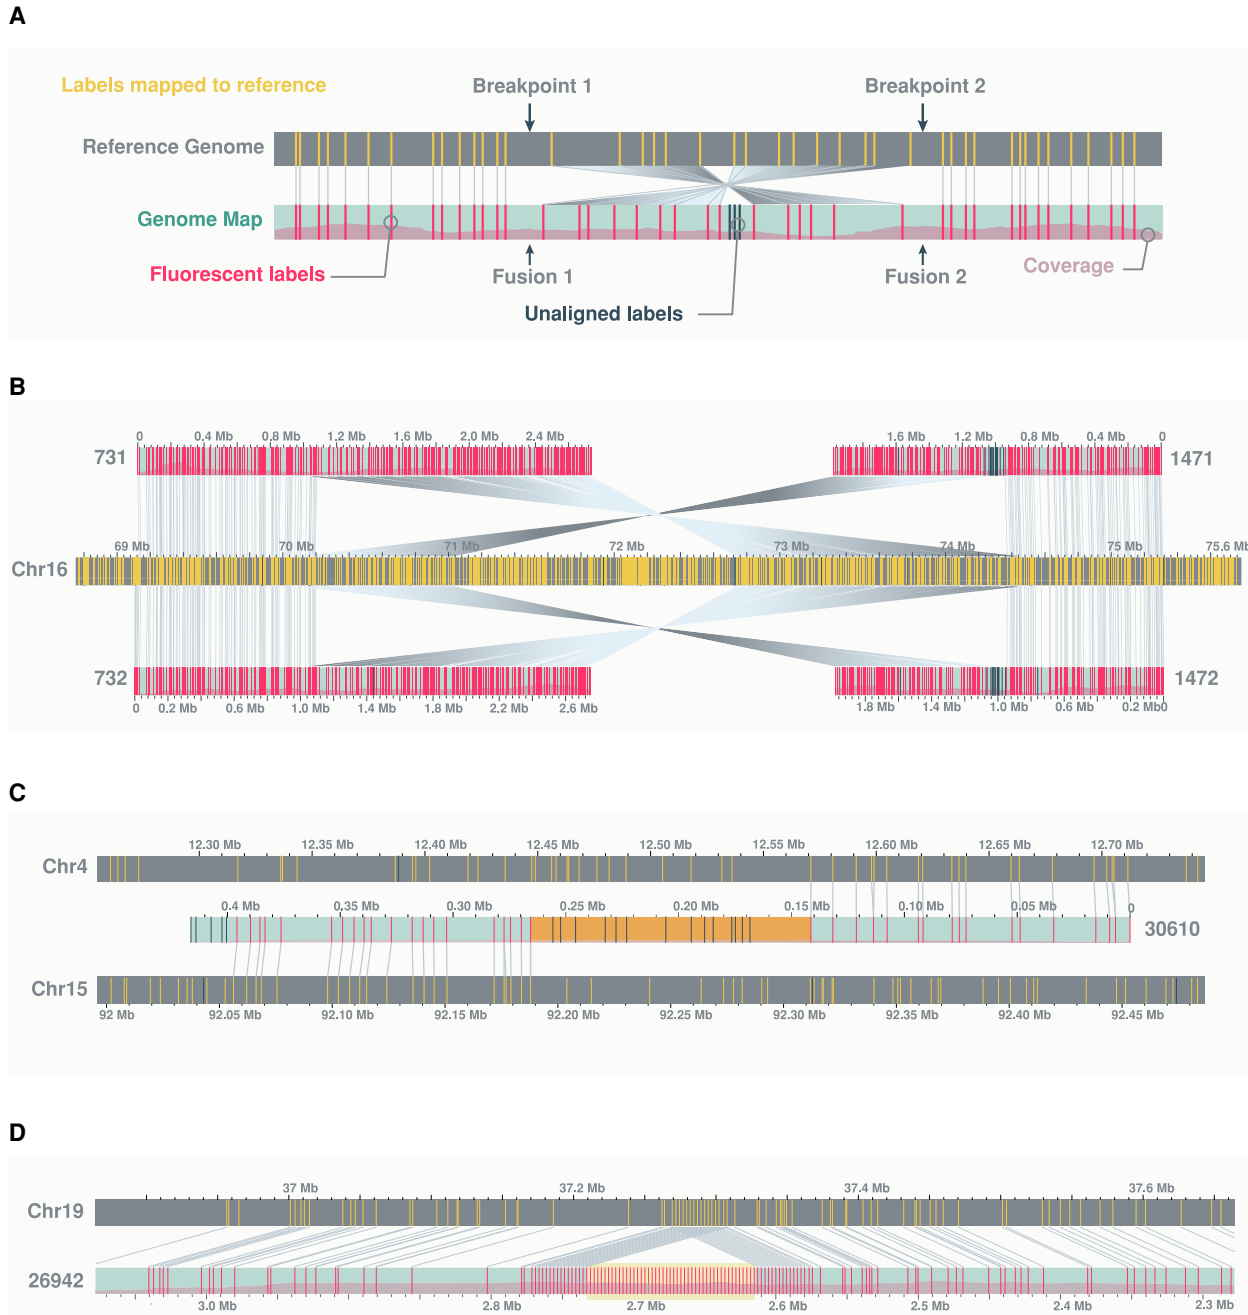 A
Labels mapped to reference
Breakpoint 1
Breakpoint 2
Reference Genome
Genome Map
Fluorescent labels
Fusion 1
Fusion 2
Coverage
Unaligned labels
B
0 0.4 Mb 0.8 Mb 1.2 Mb 1.6 Mb 2.0 Mb 2.4 Mb
1.6 Mb 1.2 Mb 0.8 Mb 0.4 Mb 0
731
1471
69 Mb 70 Mb 71 Mb 72 Mb 73 Mb 74 Mb 75 Mb 75.6 Mb
Chr16
732
1472
0 0.2 Mb 0.6 Mb 1.0 Mb 1.4 Mb 1.8 Mb 2.2 Mb 2.6 Mb
1.8 Mb 1.4 Mb 1.0 Mb 0.6 Mb 0.2 Mb 0
C
12.30 Mb 12.35 Mb 12.40 Mb 12.45 Mb 12.50 Mb 12.55 Mb 12.60 Mb 12.65 Mb 12.70 Mb
Chr4
0.4 Mb 0.35 Mb 0.30 Mb 0.25 Mb 0.20 Mb 0.15 Mb 0.10 Mb 0.05 Mb 0
30610
Chr15
92 Mb 92.05 Mb 92.10 Mb 92.15 Mb 92.20 Mb 92.25 Mb 92.30 Mb 92.35 Mb 92.40 Mb 92.45 Mb
D
37 Mb 37.2 Mb 37.4 Mb 37.6 Mb
Chr19
26942
3.0 Mb 2.8 Mb 2.7 Mb 2.6 Mb 2.5 Mb 2.4 Mb 2.3 Mb